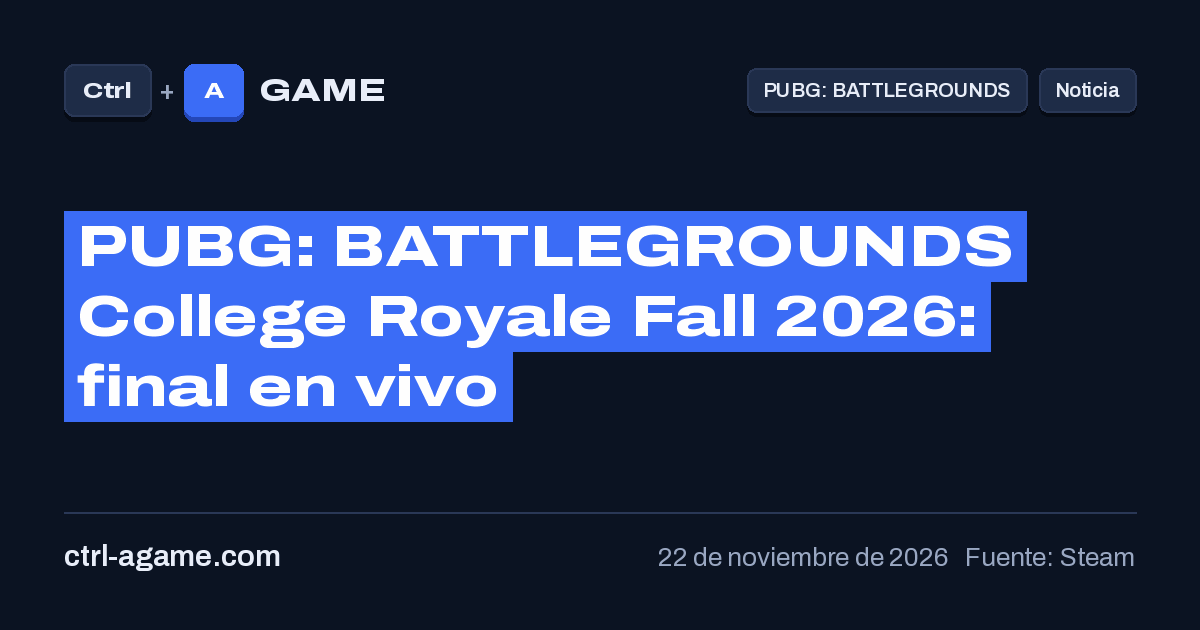 Ctrl + A GAME
PUBG: BATTLEGROUNDS Noticia
PUBG: BATTLEGROUNDS
College Royale Fall 2026:
final en vivo
ctrl-agame.com
22 de noviembre de 2026 Fuente: Steam